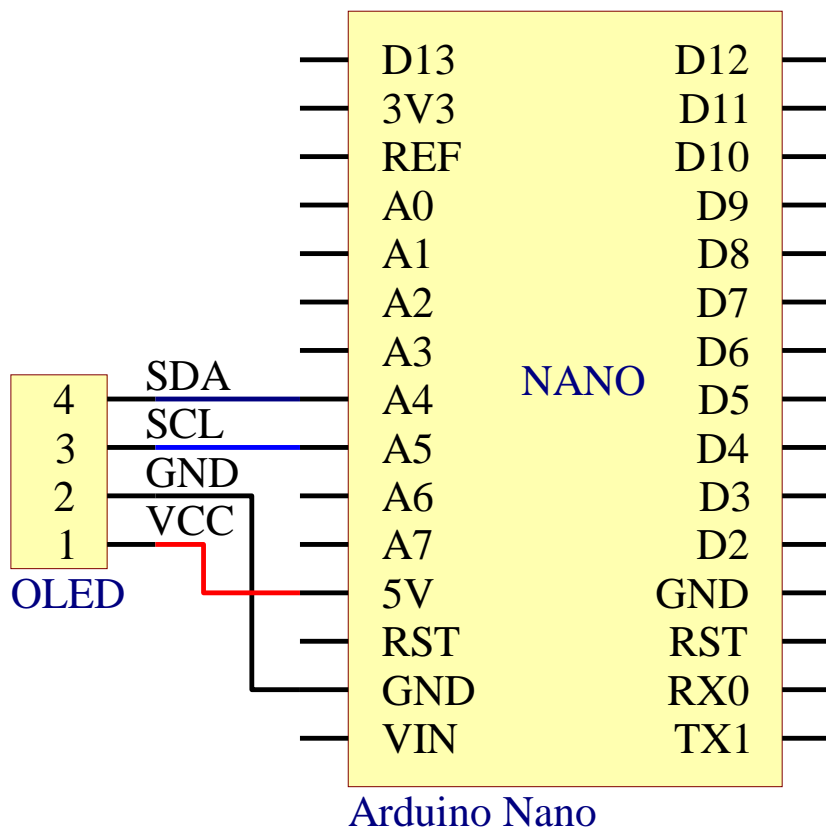 D13 D12
3V3 D11
REF D10
A0 D9
A1 D8
A2 D7
A3 D6
NANO
SDA
4 A4 D5
SCL
3 A5 D4
GND
2 A6 D3
VCC
1 A7 D2
OLED
5V GND
RST RST
GND RX0
VIN TX1
Arduino Nano